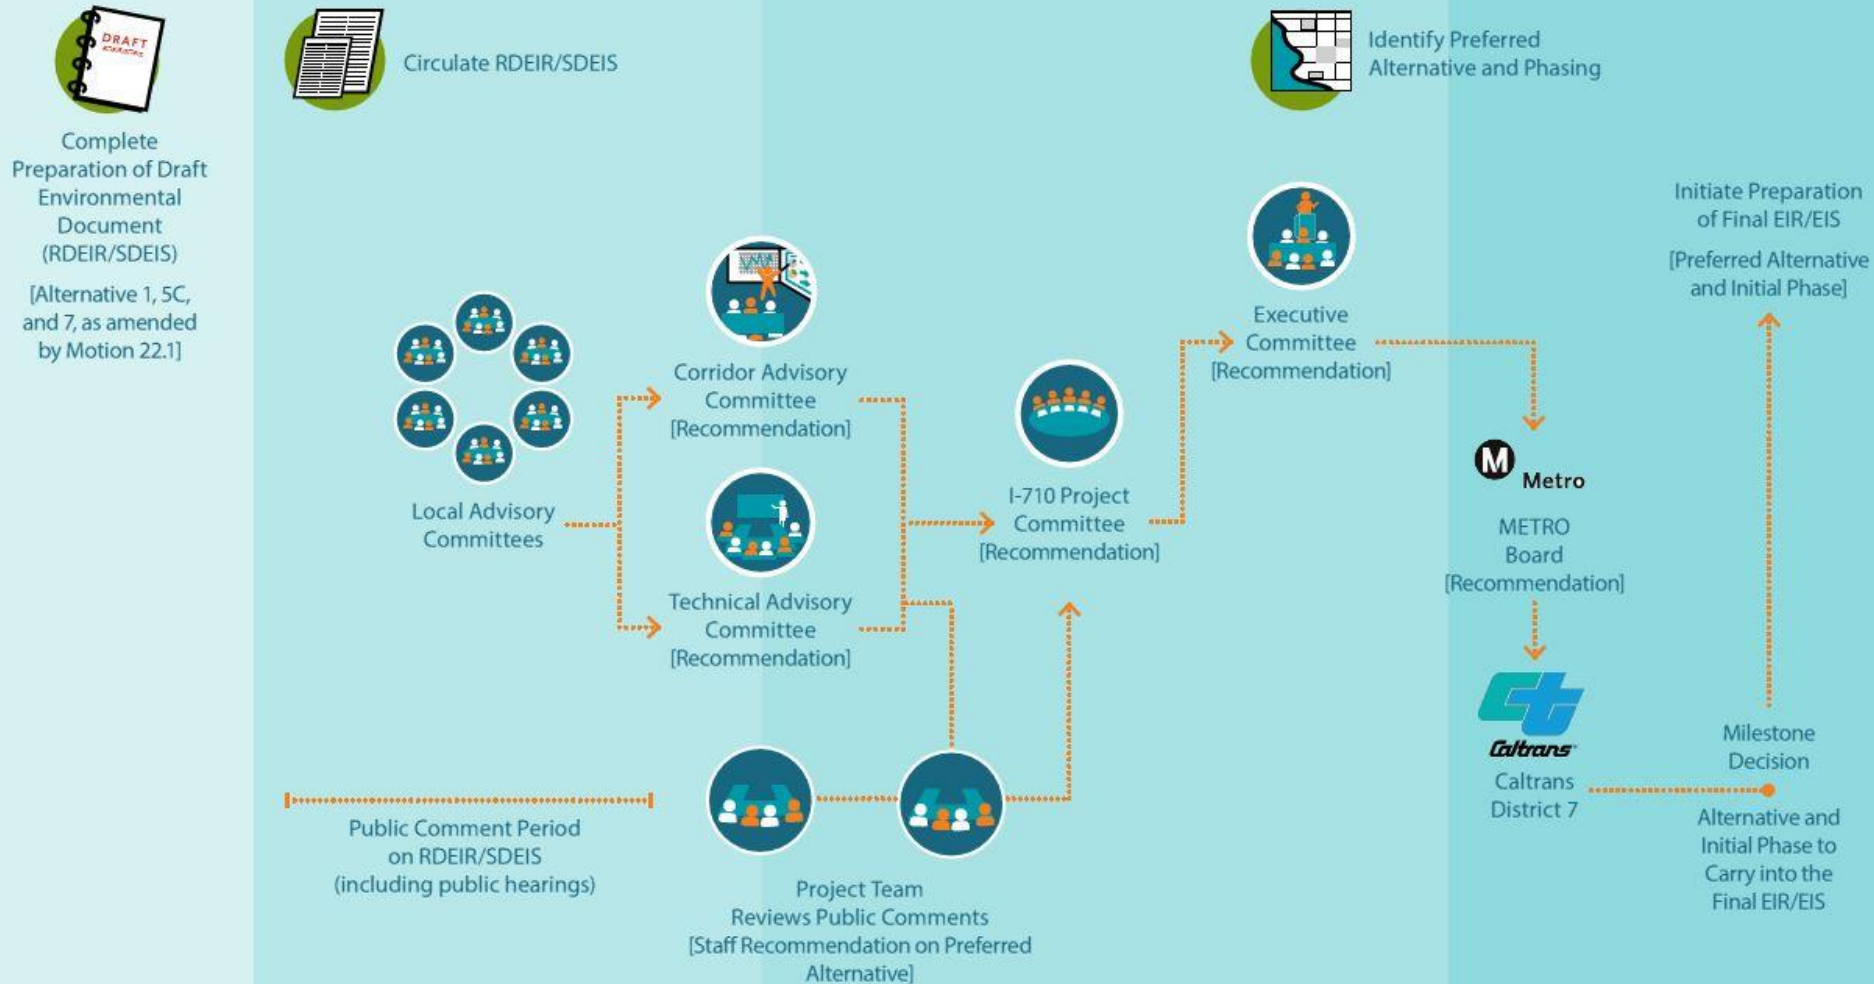 DRAFT
Complete
Preparation of Draft
Environmental
Document
(RDEIR/SDEIS)
[Alternative 1, 5C,
and 7, as amended
by Motion 22.1]
Circulate RDEIR/SDEIS
Identify Preferred
Alternative and Phasing
Local Advisory
Committees
Corridor Advisory
Committee
[Recommendation]
Technical Advisory
Committee
[Recommendation]
Public Comment Period
on RDEIR/SDEIS
(including public hearings)
Project Team
Reviews Public Comments
[Staff Recommendation on Preferred
Alternative]
I-710 Project
Committee
[Recommendation]
Executive
Committee
[Recommendation]
M
Metro
METRO
Board
[Recommendation]
Ct
Caltrans
Caltrans
District 7
Milestone
Decision
Alternative and
Initial Phase to
Carry into the
Final EIR/EIS
Initiate Preparation
of Final EIR/EIS
[Preferred Alternative
and Initial Phase]